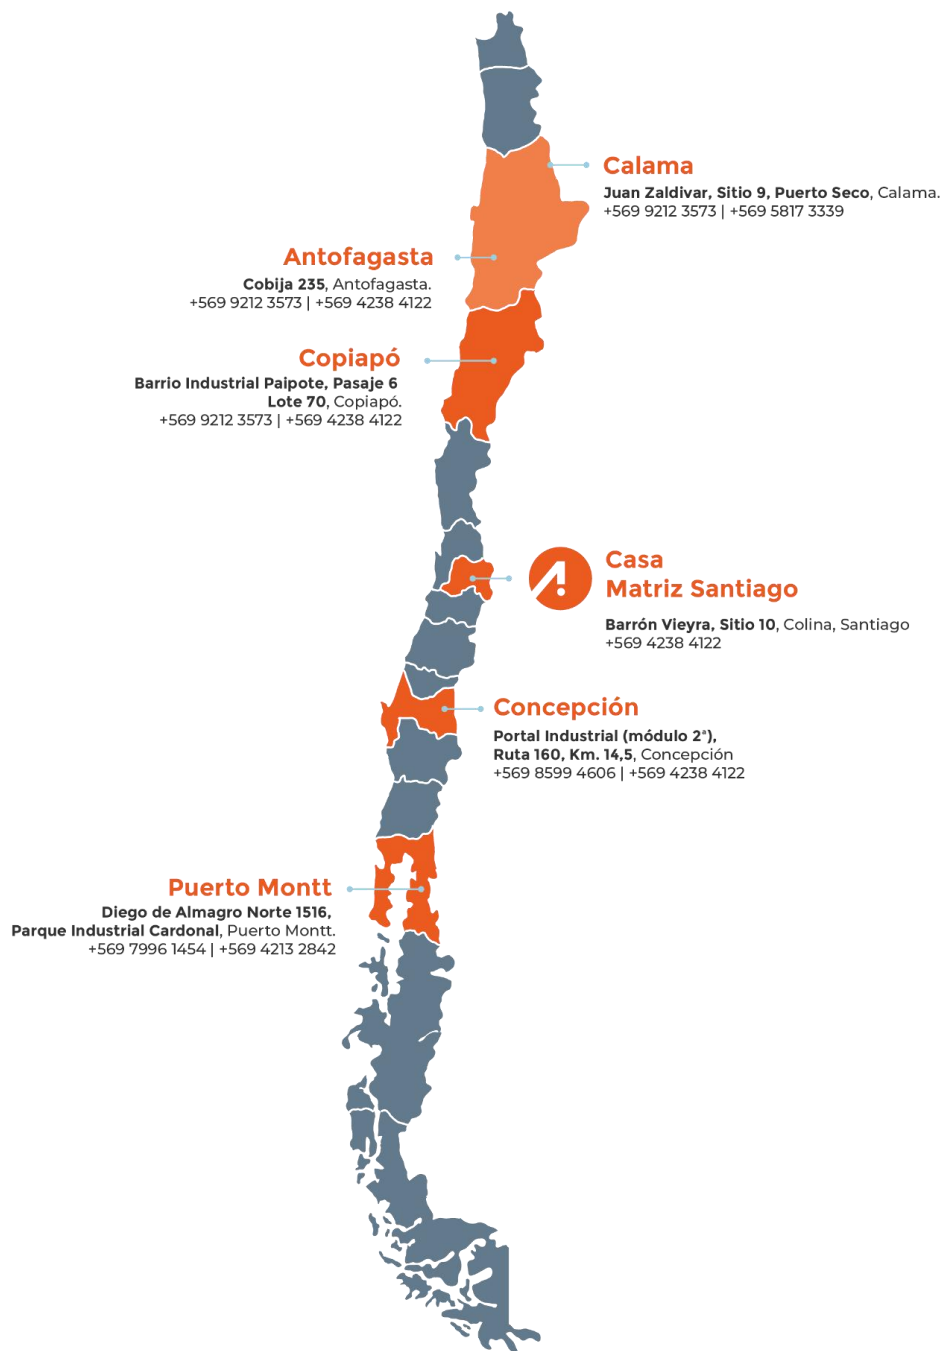 Calama
Juan Zaldivar, Sitio 9, Puerto Seco, Calama.
+569 9212 3573 | +569 5817 3339
Antofagasta
Cobija 235, Antofagasta.
+569 9212 3573 | +569 4238 4122
Copiapó
Barrio Industrial Paipote, Pasaje 6
Lote 70, Copiapó.
+569 9212 3573 | +569 4238 4122
Casa
Matriz Santiago
Barrón Vieyra, Sitio 10, Colina, Santiago
+569 4238 4122
Concepción
Portal Industrial (módulo 2ª),
Ruta 160, Km. 14,5, Concepción
+569 8599 4606 | +569 4238 4122
Puerto Montt
Diego de Almagro Norte 1516,
Parque Industrial Cardonal, Puerto Montt.
+569 7996 1454 | +569 4213 2842